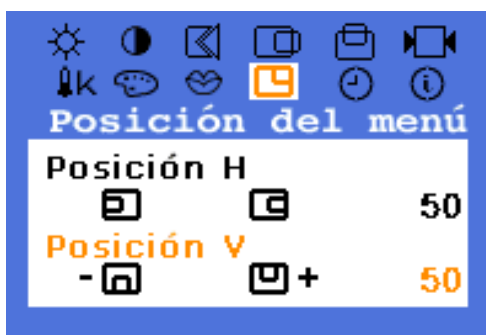 k
Posición del menú
Posición H
50
Posición V
- + 50